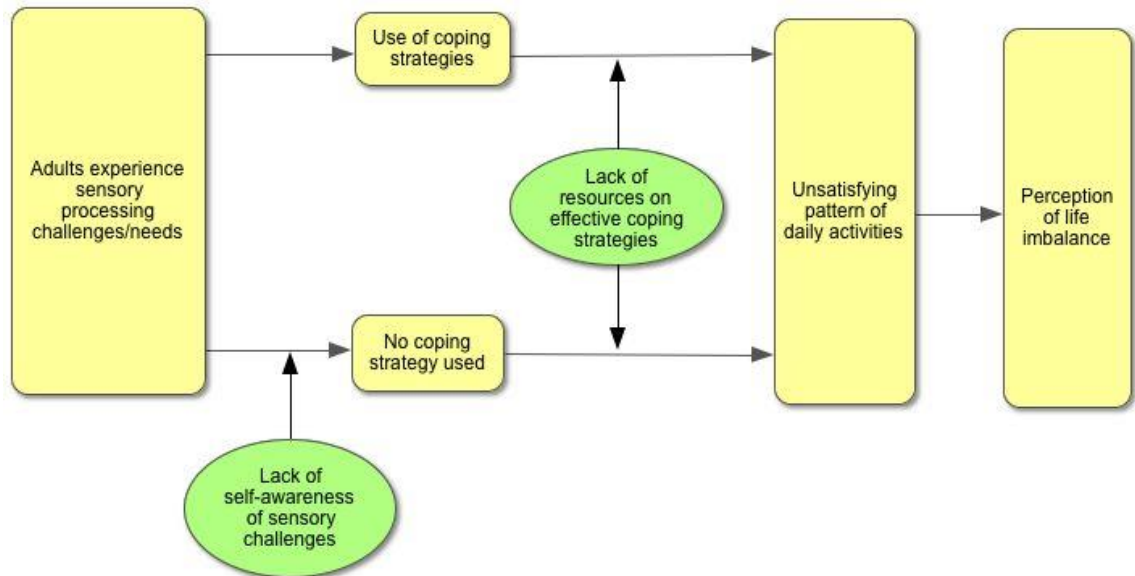 Adults experience
sensory
processing
challenges/needs
Use of coping
strategies
No coping
strategy used
Lack of
self-awareness
of sensory
challenges
Lack of
resources on
effective coping
strategies
Unsatisfying
pattern of
daily activities
Perception
of life
imbalance